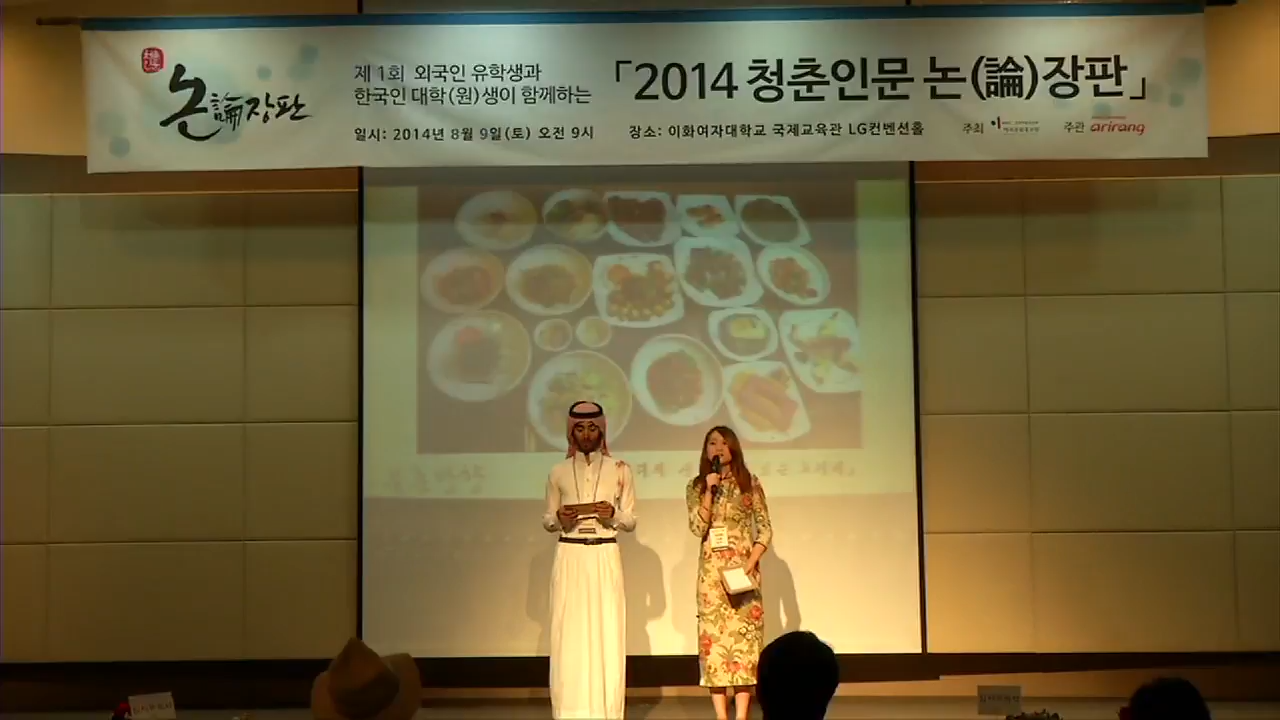 논 論 장판
제 1회 외국인 유학생과
한국인 대학(원)생이 함께하는
「2014 청춘인문 논(論)장판」
일시: 2014년 8월 9일(토) 오전 9시
장소: 이화여자대학교 국제교육관 LG컨벤션홀
주최
주관 arirang